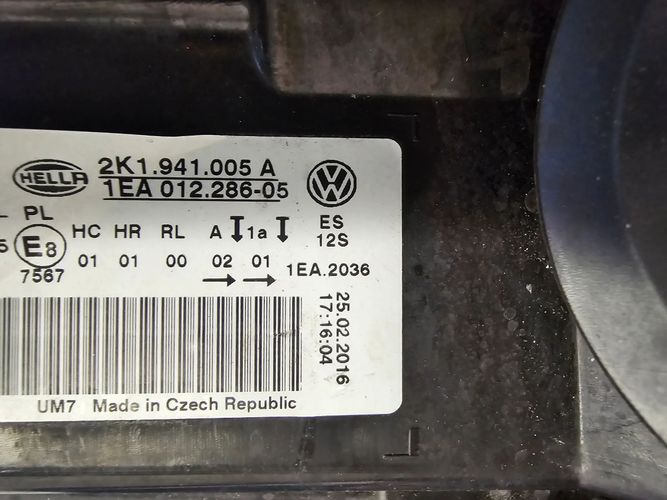 HELLA 2K1.941.005 A
1EA 012.286-05
PL
ES
12S
HC HR RL A 1a
5 E8 01 01 00 02 01 1EA.2036
7567
25.02.2016
17:16:04
UM7 Made in Czech Republic